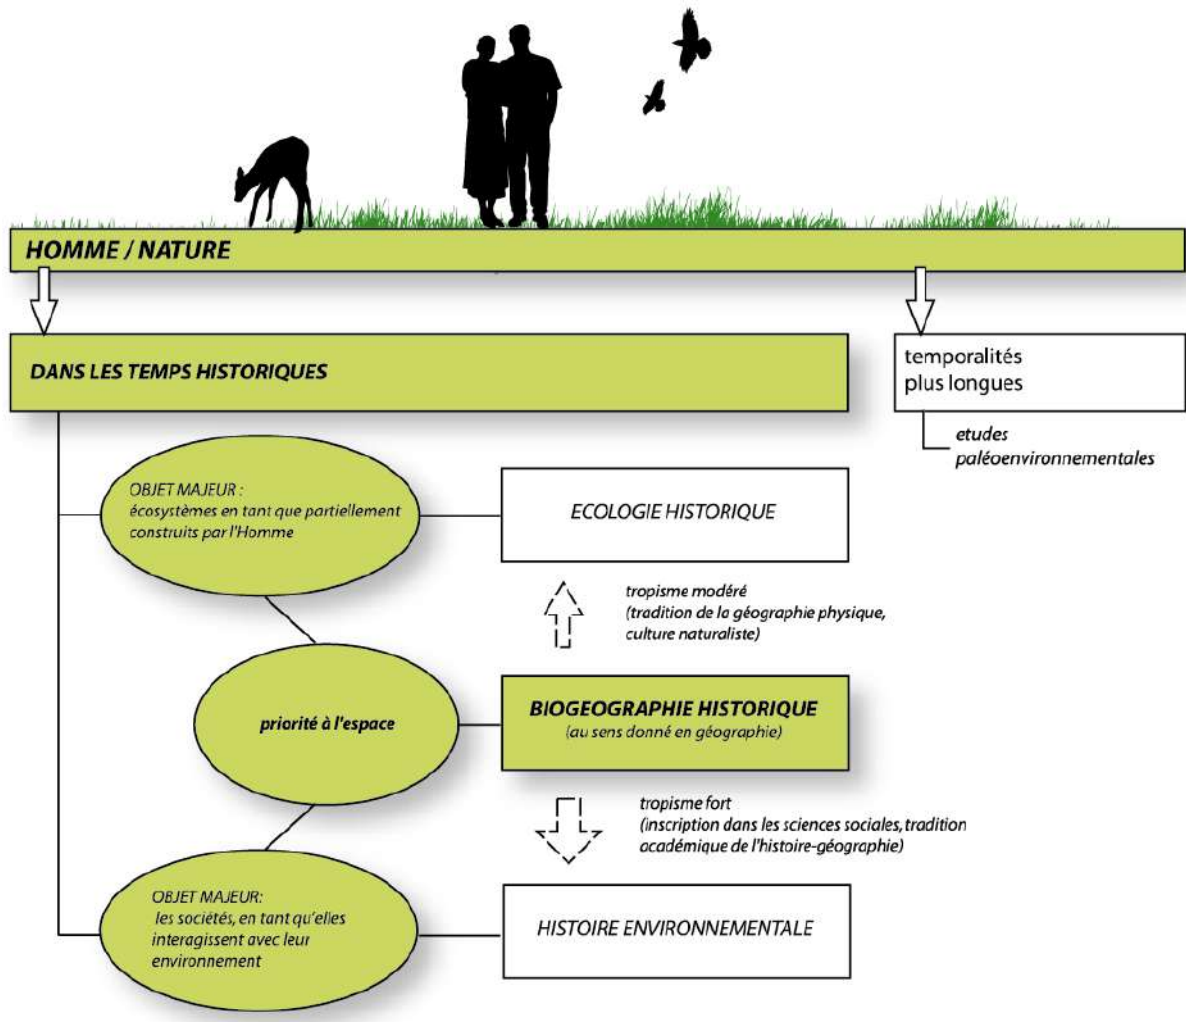 HOMME / NATURE
DANS LES TEMPS HISTORIQUES
temporalités
plus longues
etudes
paléoenvironnementales
OBJET MAJEUR :
écosystèmes en tant que partiellement
construits par l'Homme
ECOLOGIE HISTORIQUE
tropisme modéré
(tradition de la géographie physique,
culture naturaliste)
priorité à l'espace
BIOGEOGRAPHIE HISTORIQUE
(au sens donné en géographie)
tropisme fort
(inscription dans les sciences sociales, tradition
académique de l'histoire-géographie)
OBJET MAJEUR:
les sociétés, en tant qu'elles
interagissent avec leur
environnement
HISTOIRE ENVIRONNEMENTALE